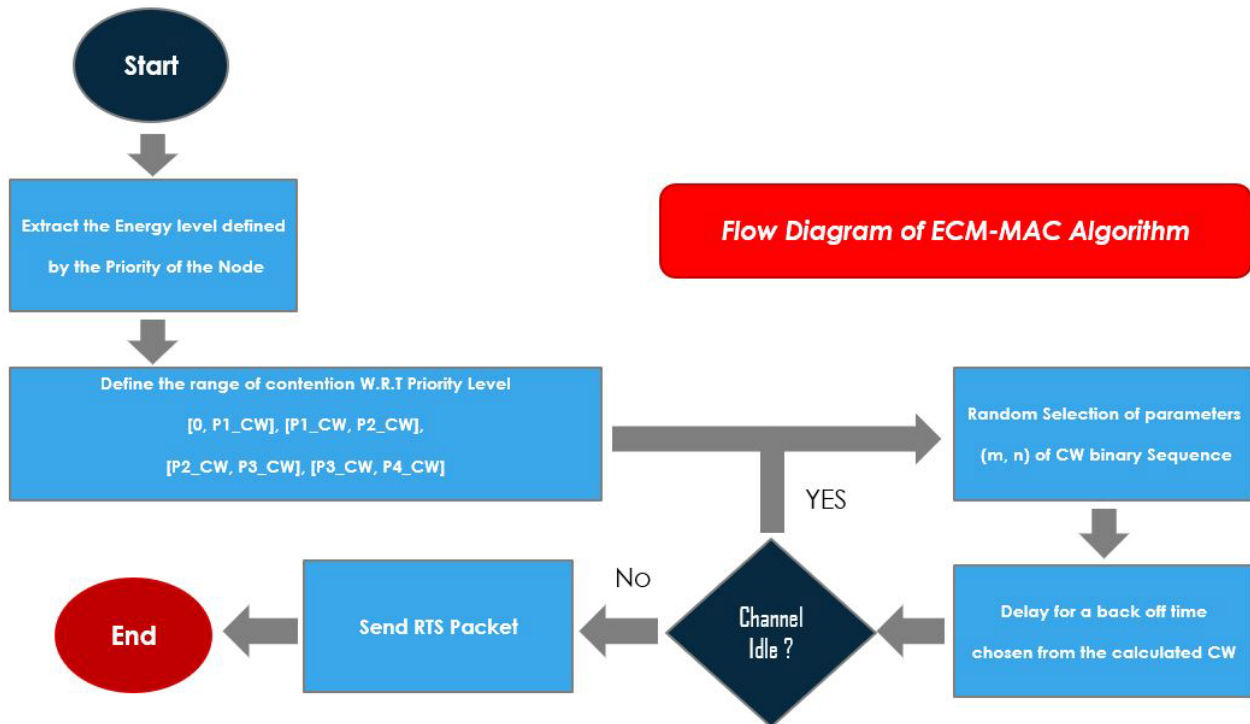 Start
Extract the Energy level defined
by the Priority of the Node
Flow Diagram of ECM-MAC Algorithm
Define the range of contention W.R.T Priority Level
[0, P1_CW], [P1_CW, P2_CW],
[P2_CW, P3_CW], [P3_CW, P4_CW]
Random Selection of parameters
(m, n) of CW binary Sequence
YES
Delay for a back off time
chosen from the calculated CW
Channel
Idle ?
No
Send RTS Packet
End